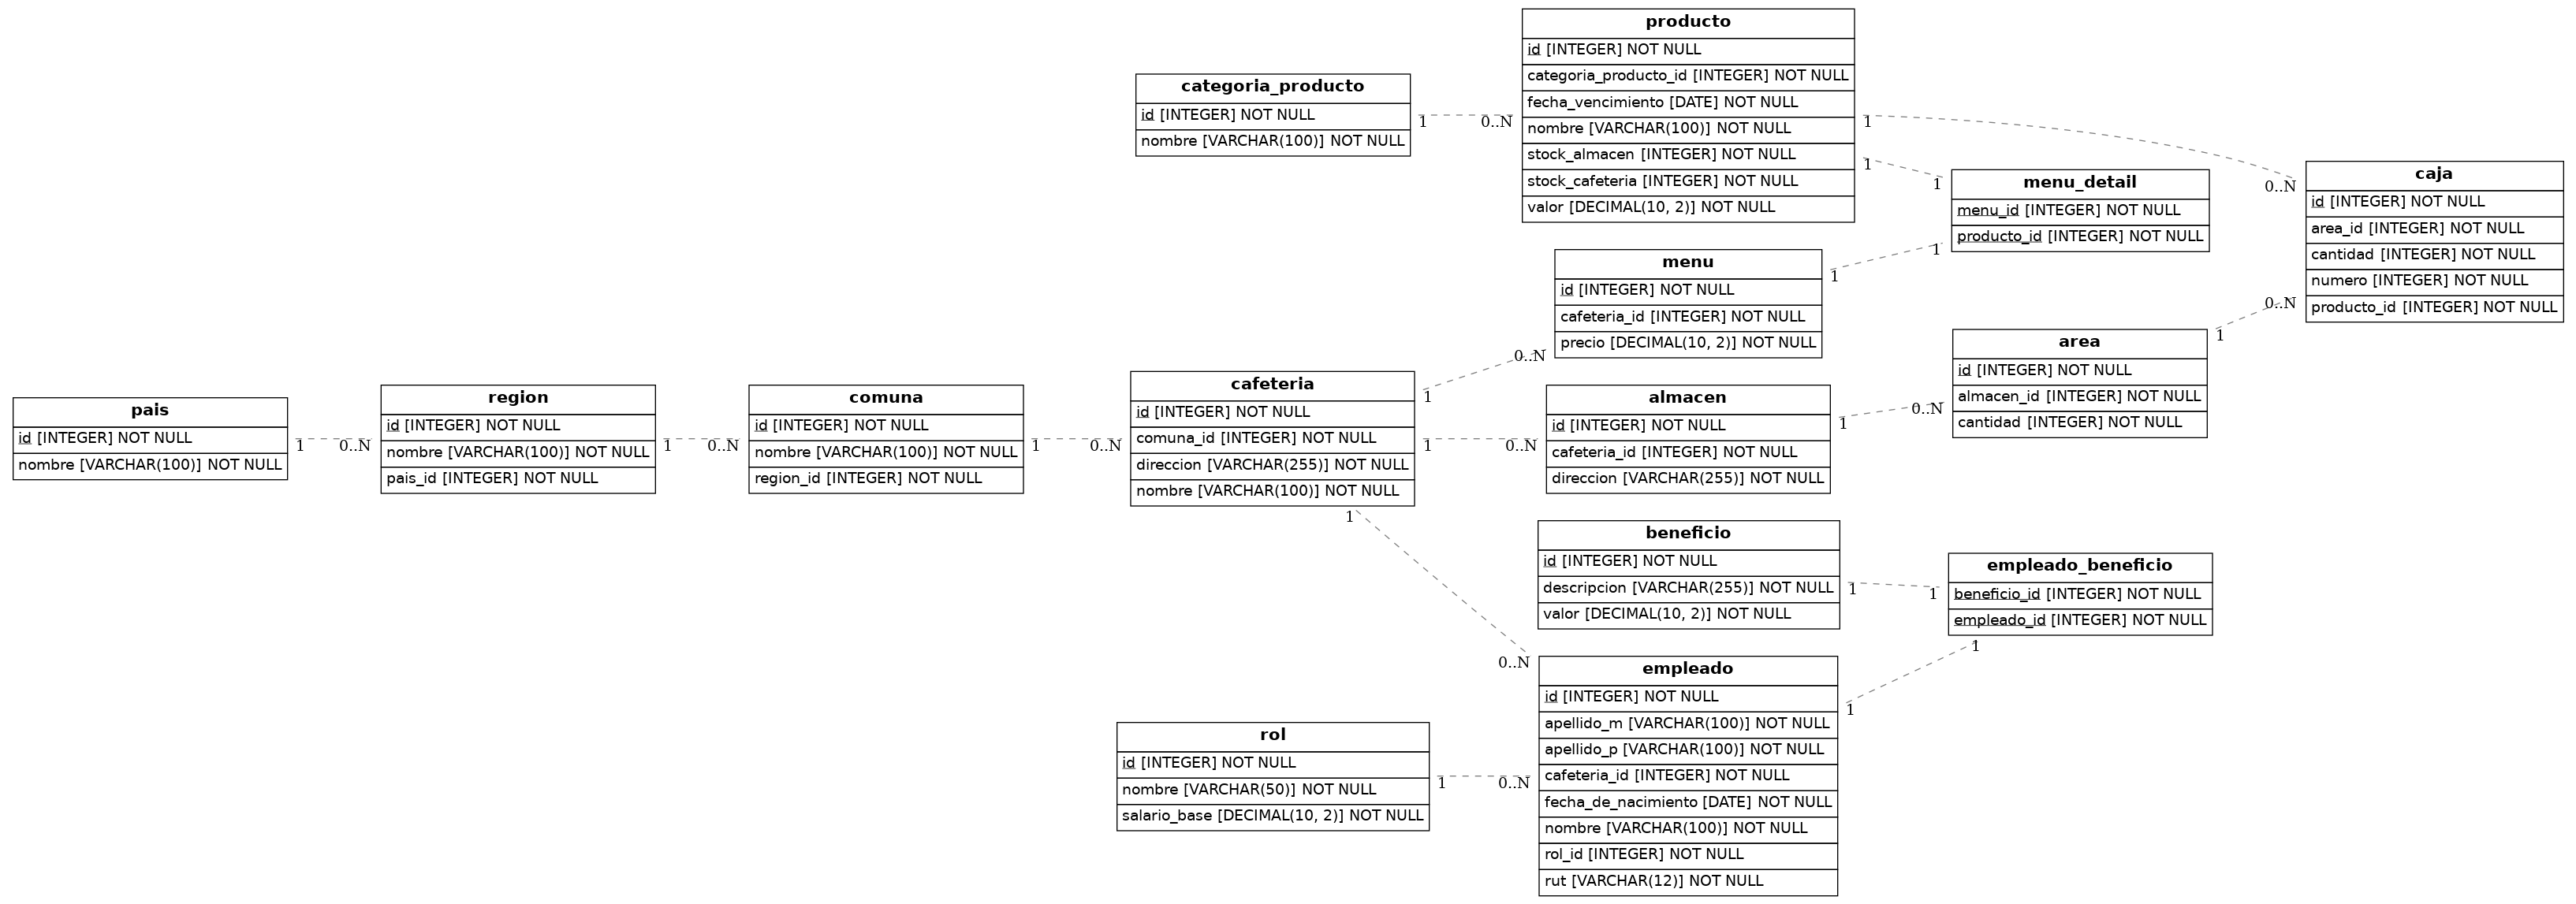 producto
id [INTEGER] NOT NULL
categoria_producto_id [INTEGER] NOT NULL
fecha_vencimiento [DATE] NOT NULL
nombre [VARCHAR(100)] NOT NULL
stock_almacen [INTEGER] NOT NULL
stock_cafeteria [INTEGER] NOT NULL
valor [DECIMAL(10, 2)] NOT NULL
categoria_producto
id [INTEGER] NOT NULL
nombre [VARCHAR(100)] NOT NULL
1
0..N
1
0..N
1
1
menu_detail
menu_id [INTEGER] NOT NULL
producto_id [INTEGER] NOT NULL
caja
id [INTEGER] NOT NULL
area_id [INTEGER] NOT NULL
cantidad [INTEGER] NOT NULL
numero [INTEGER] NOT NULL
producto_id [INTEGER] NOT NULL
menu
id [INTEGER] NOT NULL
cafeteria_id [INTEGER] NOT NULL
precio [DECIMAL(10, 2)] NOT NULL
1
1
0..N
1
area
id [INTEGER] NOT NULL
almacen_id [INTEGER] NOT NULL
cantidad [INTEGER] NOT NULL
1
0..N
pais
id [INTEGER] NOT NULL
nombre [VARCHAR(100)] NOT NULL
1
0..N
region
id [INTEGER] NOT NULL
nombre [VARCHAR(100)] NOT NULL
pais_id [INTEGER] NOT NULL
1
0..N
comuna
id [INTEGER] NOT NULL
nombre [VARCHAR(100)] NOT NULL
region_id [INTEGER] NOT NULL
1
0..N
cafeteria
id [INTEGER] NOT NULL
comuna_id [INTEGER] NOT NULL
direccion [VARCHAR(255)] NOT NULL
nombre [VARCHAR(100)] NOT NULL
1
0..N
almacen
id [INTEGER] NOT NULL
cafeteria_id [INTEGER] NOT NULL
direccion [VARCHAR(255)] NOT NULL
1
0..N
beneficio
id [INTEGER] NOT NULL
descripcion [VARCHAR(255)] NOT NULL
valor [DECIMAL(10, 2)] NOT NULL
1
1
empleado_beneficio
beneficio_id [INTEGER] NOT NULL
empleado_id [INTEGER] NOT NULL
1
1
empleado
id [INTEGER] NOT NULL
apellido_m [VARCHAR(100)] NOT NULL
apellido_p [VARCHAR(100)] NOT NULL
cafeteria_id [INTEGER] NOT NULL
fecha_de_nacimiento [DATE] NOT NULL
nombre [VARCHAR(100)] NOT NULL
rol_id [INTEGER] NOT NULL
rut [VARCHAR(12)] NOT NULL
1
0..N
rol
id [INTEGER] NOT NULL
nombre [VARCHAR(50)] NOT NULL
salario_base [DECIMAL(10, 2)] NOT NULL
1
0..N